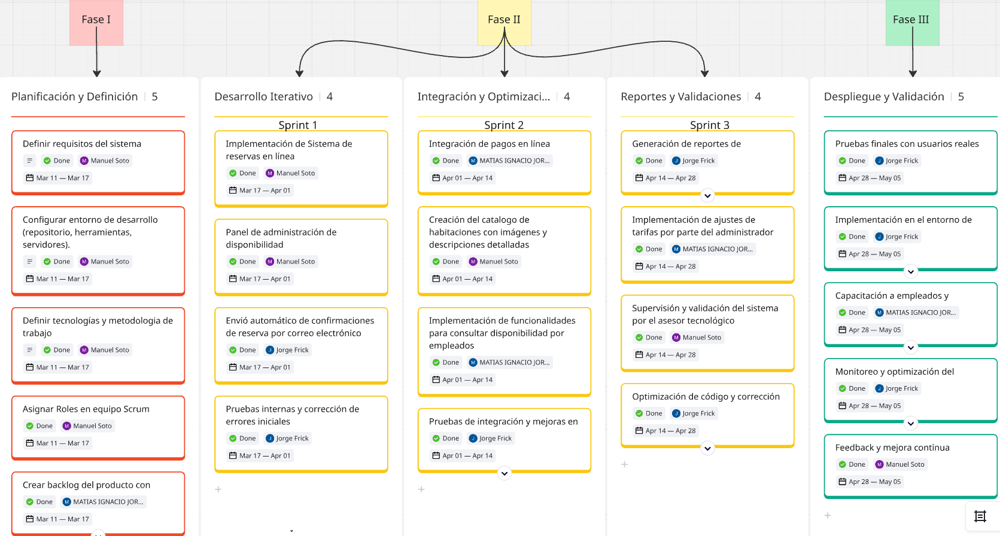 Fase I
Fase II
Fase III
Planificación y Definición | 5
Definir requisitos del sistema
Done
Manuel Soto
Mar 11 — Mar 17
Configurar entorno de desarrollo
(repositorio, herramientas,
servidores).
Done
Manuel Soto
Mar 11 — Mar 17
Definir tecnologías y metodologia de
trabajo
Done
Manuel Soto
Mar 11 — Mar 17
Asignar Roles en equipo Scrum
Done
Manuel Soto
Mar 11 — Mar 17
Crear backlog del producto con
Done
MATIAS IGNACIO JOR...
Mar 11 — Mar 17
Desarrollo Iterativo | 4
Sprint 1
Implementación de Sistema de
reservas en línea
Done
Manuel Soto
Mar 17 — Apr 01
Panel de administración de
disponibilidad
Done
Manuel Soto
Mar 17 — Apr 01
Envió automático de confirmaciones
de reserva por correo electrónico
Done
Jorge Frick
Mar 17 — Apr 01
Pruebas internas y corrección de
errores iniciales
Done
Jorge Frick
Mar 17 — Apr 01
Integración y Optimizaci... | 4
Sprint 2
Integración de pagos en línea
Done
MATIAS IGNACIO JOR...
Apr 01 — Apr 14
Creación del catalogo de
habitaciones con imágenes y
descripciones detalladas
Done
Manuel Soto
Apr 01 — Apr 14
Implementación de funcionalidades
para consultar disponibilidad por
empleados
Done
MATIAS IGNACIO JOR...
Apr 01 — Apr 14
Pruebas de integración y mejoras en
Done
Jorge Frick
Apr 01 — Apr 14
Reportes y Validaciones | 4
Sprint 3
Generación de reportes de
Done
Jorge Frick
Apr 14 — Apr 28
Implementación de ajustes de
tarifas por parte del administrador
Done
MATIAS IGNACIO JOR...
Apr 14 — Apr 28
Supervisión y validación del sistema
por el asesor tecnológico
Done
Manuel Soto
Apr 14 — Apr 28
Optimización de código y corrección
Done
Jorge Frick
Apr 14 — Apr 28
Despliegue y Validación | 5
Pruebas finales con usuarios reales
Done
Jorge Frick
Apr 28 — May 05
Implementación en el entorno de
Done
Jorge Frick
Apr 28 — May 05
Capacitación a empleados y
Done
MATIAS IGNACIO JOR...
Apr 28 — May 05
Monitoreo y optimización del
Done
Jorge Frick
Apr 28 — May 05
Feedback y mejora continua
Done
Manuel Soto
Apr 28 — May 05